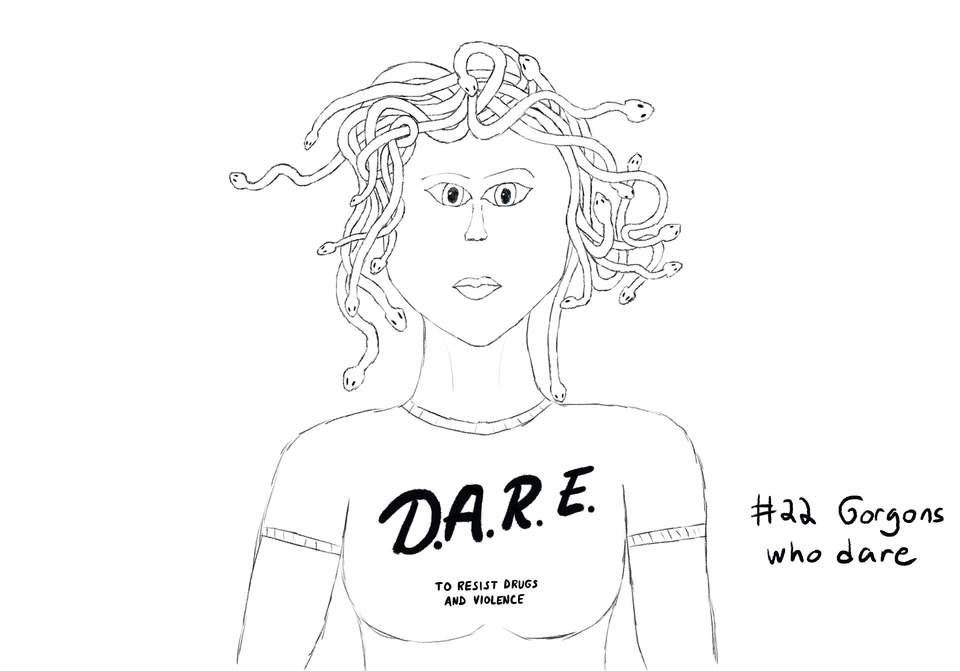 D.A.R.E.
TO RESIST DRUGS
AND VIOLENCE
#22 Gorgons
who dare